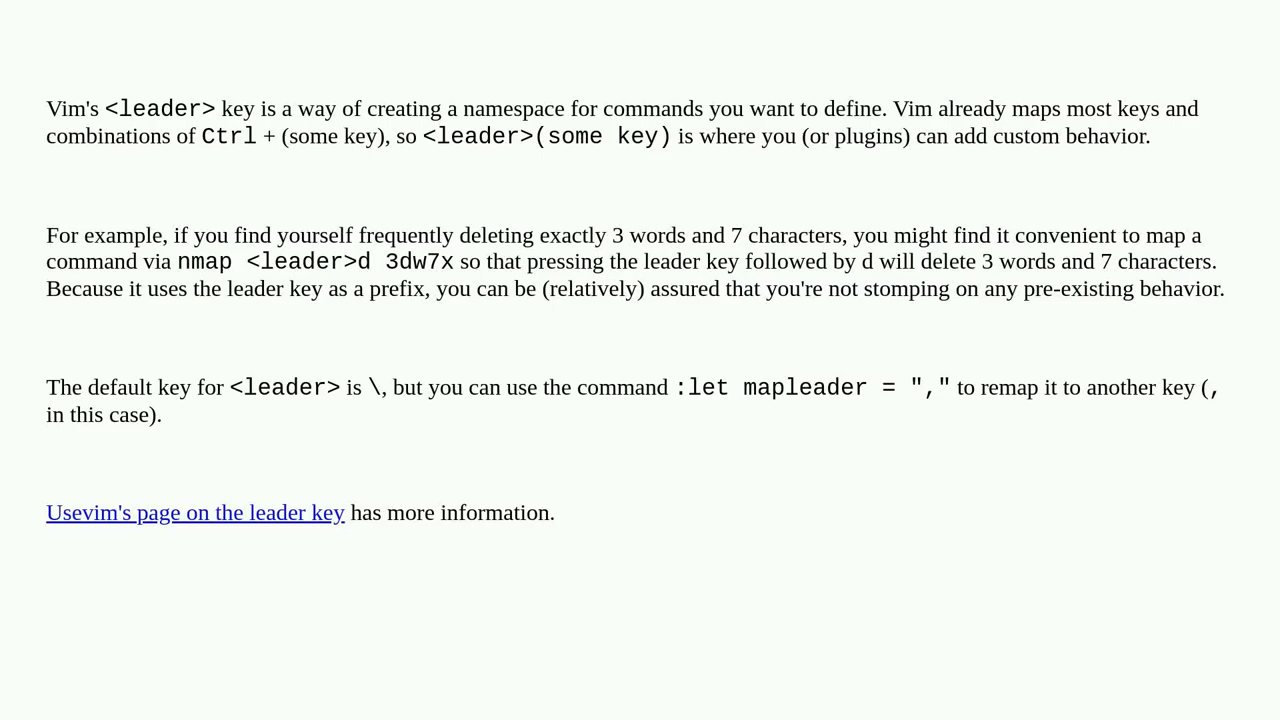 Vim's <leader> key is a way of creating a namespace for commands you want to define. Vim already maps most keys and
combinations of Ctrl + (some key), so <leader>(some key) is where you (or plugins) can add custom behavior.
For example, if you find yourself frequently deleting exactly 3 words and 7 characters, you might find it convenient to map a
command via nmap <leader>d 3dw7x so that pressing the leader key followed by d will delete 3 words and 7 characters.
Because it uses the leader key as a prefix, you can be (relatively) assured that you're not stomping on any pre-existing behavior.
The default key for <leader> is \, but you can use the command :let mapleader = "," to remap it to another key (,
in this case).
Usevim's page on the leader key has more information.